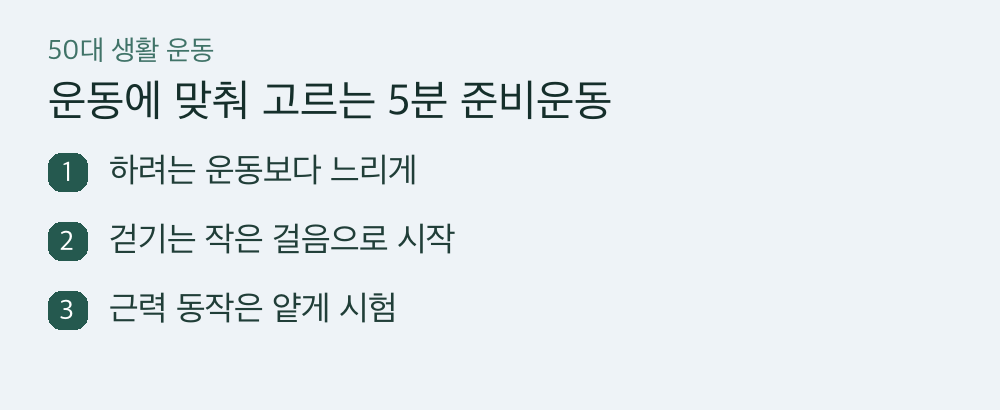 50대 생활 운동
운동에 맞춰 고르는 5분 준비운동
1 하려는 운동보다 느리게
2 걷기는 작은 걸음으로 시작
3 근력 동작은 얕게 시험